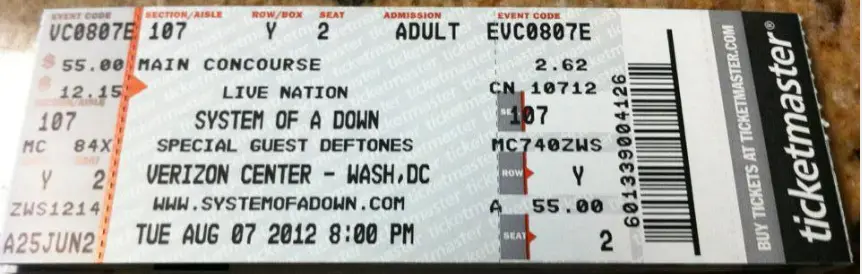 EVENT CODE SECTION/AISLE ROW/BOX SEAT ADMISSION EVENT CODE
VC0807E 107 Y 2 ADULT EVC0807E
$ 55.00 MAIN CONCOURSE 2.62
$ 12.15 LIVE NATION CN 10712
SECTION/AISLE
107 SYSTEM OF A DOWN 107
MC 84X SPECIAL GUEST DEFTONES MC740ZWS
SEAT
Y 2 VERIZON CENTER - WASH,DC ROW Y
ZWS1214 WWW.SYSTEMOFADOWN.COM A 55.00
A25JUN2 TUE AUG 07 2012 8:00 PM SEAT 2
601339004126
BUY TICKETS AT TICKETMASTER.COM
ticketmaster®